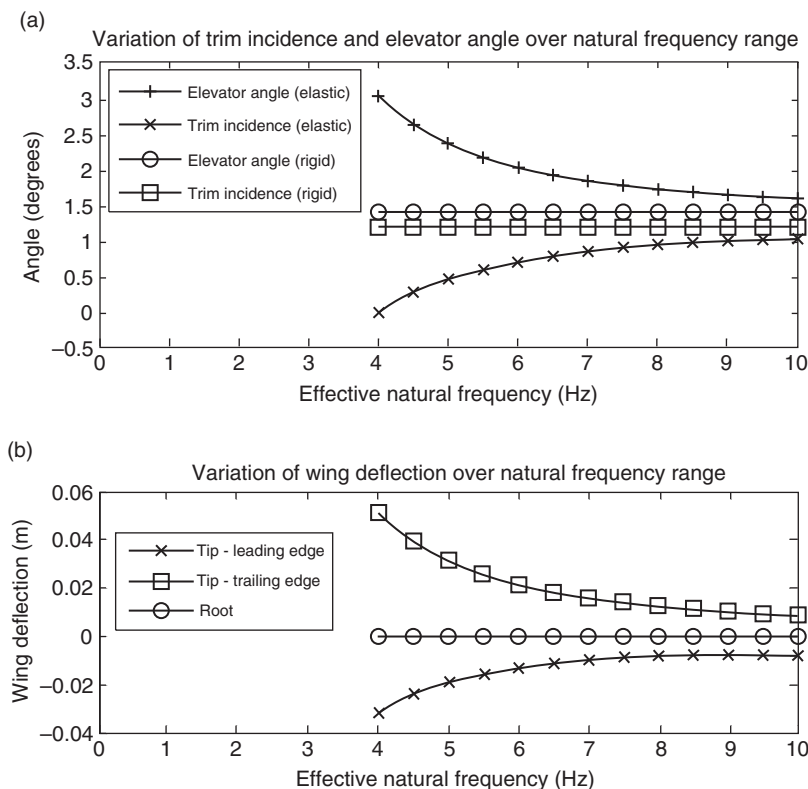 (a)
Variation of trim incidence and elevator angle over natural frequency range
3.5
3
2.5
2
1.5
1
0.5
0
−0.5
Angle (degrees)
Elevator angle (elastic)
Trim incidence (elastic)
Elevator angle (rigid)
Trim incidence (rigid)
0 1 2 3 4 5 6 7 8 9 10
Effective natural frequency (Hz)
(b)
Variation of wing deflection over natural frequency range
0.06
0.04
0.02
0
−0.02
−0.04
Wing deflection (m)
Tip - leading edge
Tip - trailing edge
Root
0 1 2 3 4 5 6 7 8 9 10
Effective natural frequency (Hz)